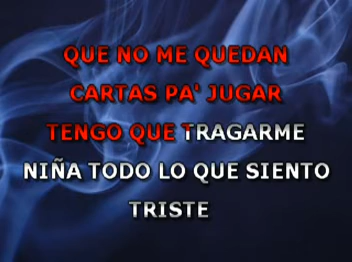 QUE NO ME QUEDAN
CARTAS PA' JUGAR
TENGO QUE TRAGARME
NIÑA TODO LO QUE SIENTO
TRISTE